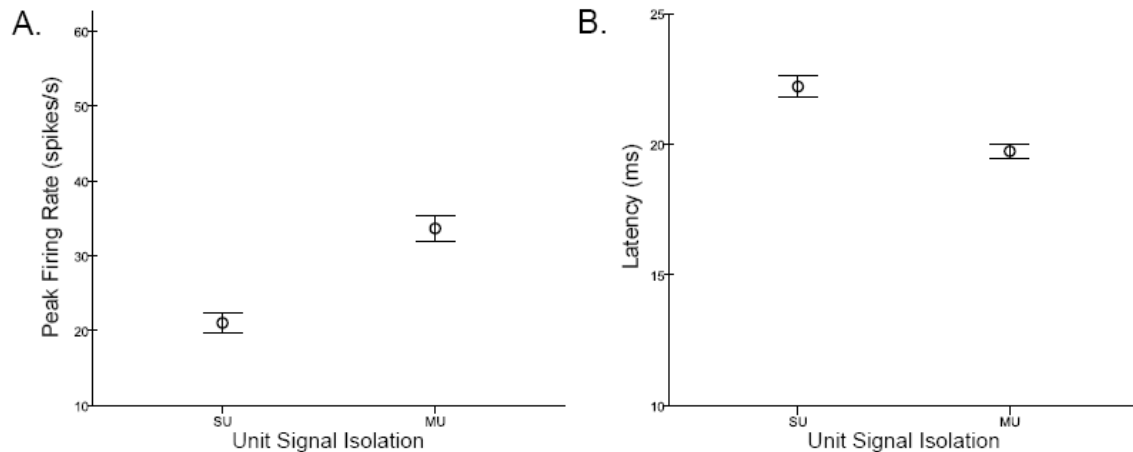 A.
Peak Firing Rate (spikes/s)
60
50
40
30
20
10
SU
MU
Unit Signal Isolation
B.
Latency (ms)
25
20
15
10
SU
MU
Unit Signal Isolation